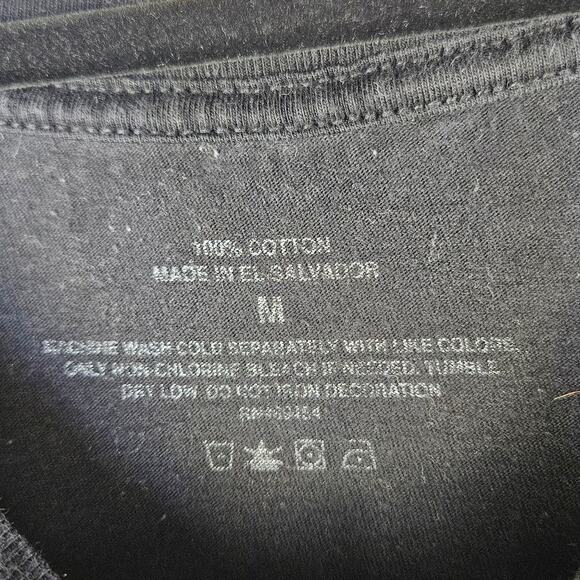 100% COTTON
MADE IN EL SALVADOR
M
MACHINE WASH COLD SEPARATELY WITH LIKE COLORS.
ONLY NON-CHLORINE BLEACH IF NEEDED. TUMBLE
DRY LOW. DO NOT IRON DECORATION